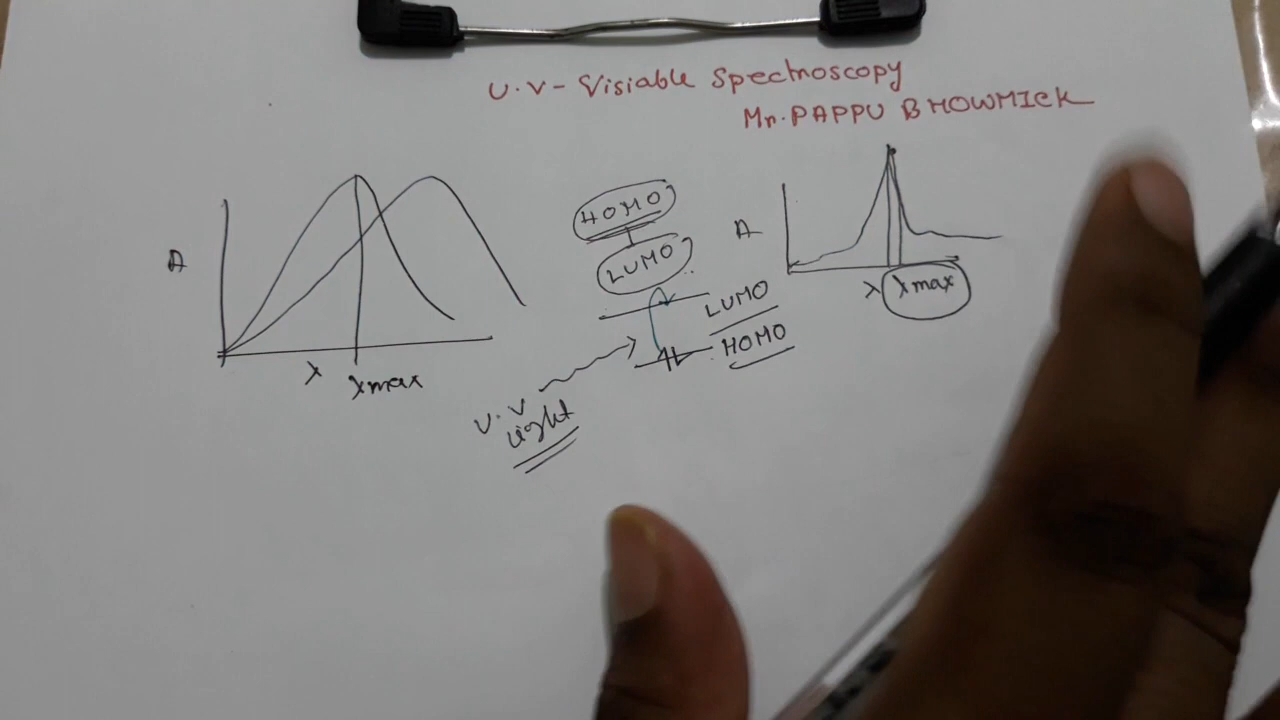 U.V- Visiable Spectroscopy
Mr. PAPPU BHOWMICK
A
λ
λmax
HOMO
LUMO
LUMO
HOMO
U.V
light
A
λ
λmax